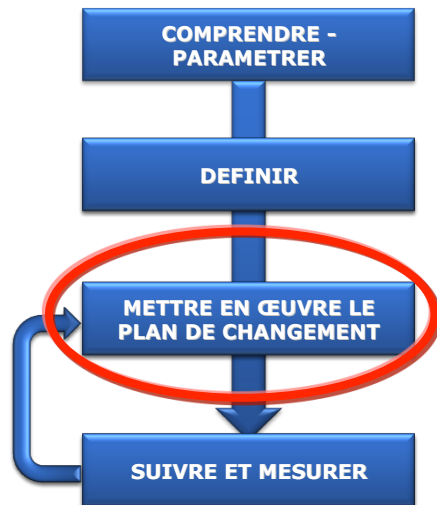 COMPRENDRE -
PARAMETRER
DEFINIR
METTRE EN ŒUVRE LE
PLAN DE CHANGEMENT
SUIVRE ET MESURER